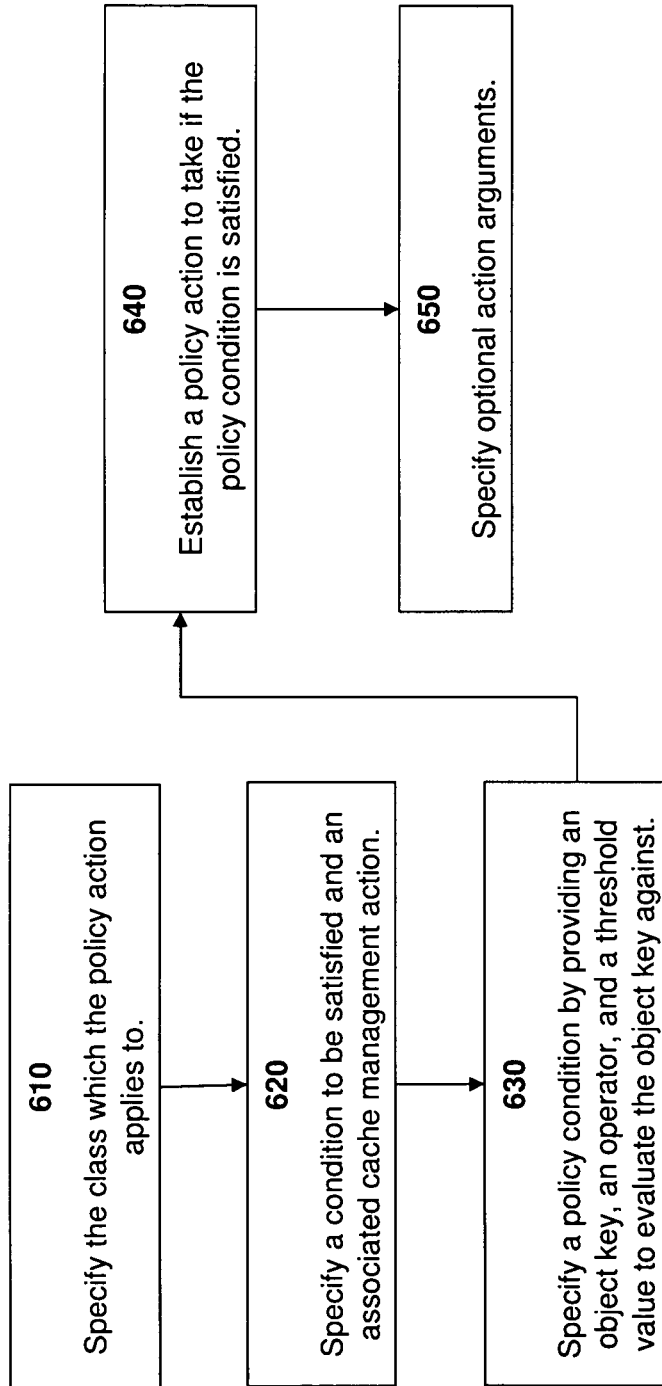 610
Specify the class which the policy action
applies to.
620
Specify a condition to be satisfied and an
associated cache management action.
630
Specify a policy condition by providing an
object key, an operator, and a threshold
value to evaluate the object key against.
640
Establish a policy action to take if the
policy condition is satisfied.
650
Specify optional action arguments.